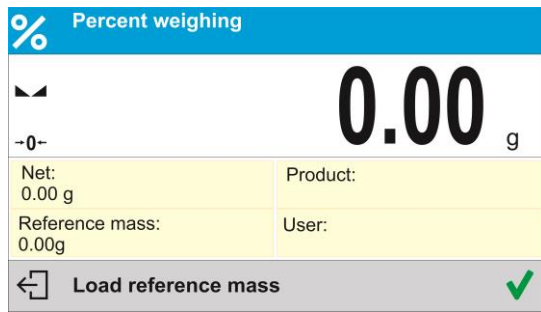 % Percent weighing
0.00 g
→0←
Net:
0.00 g
Product:
Reference mass:
0.00g
User:
Load reference mass